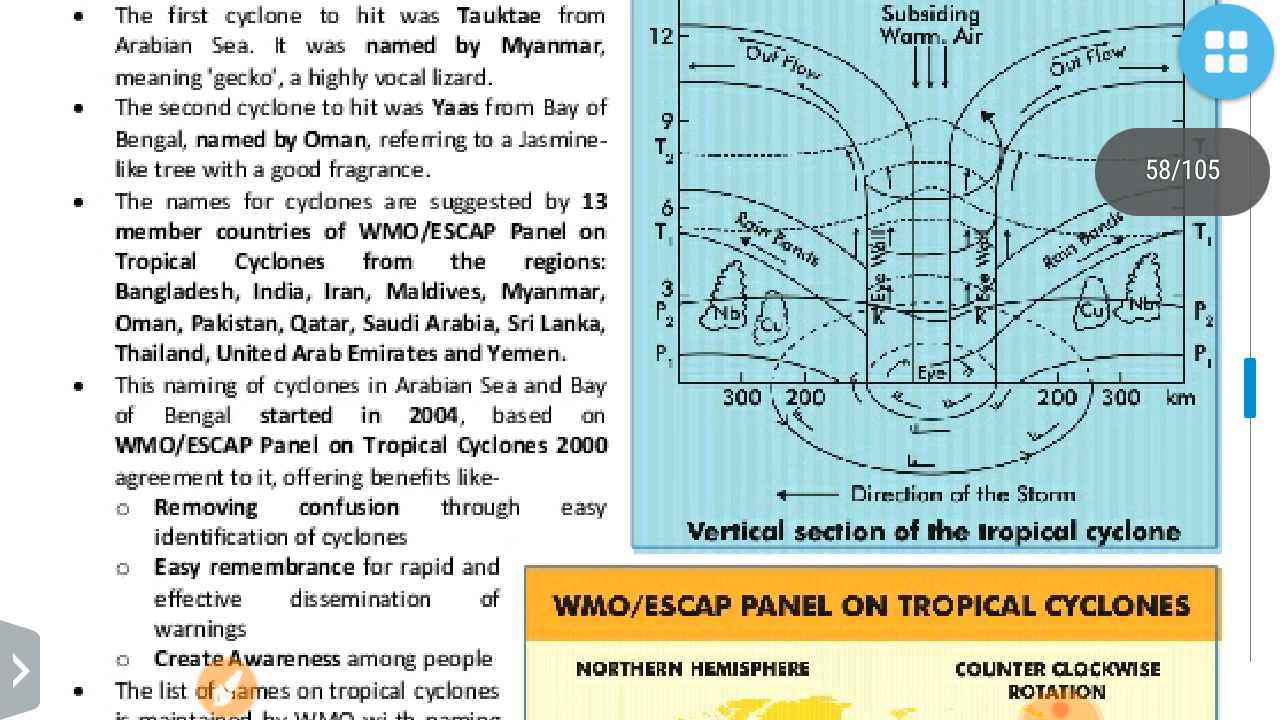 The first cyclone to hit was Tauktae from
Arabian Sea. It was named by Myanmar,
meaning 'gecko', a highly vocal lizard.
The second cyclone to hit was Yaas from Bay of
Bengal, named by Oman, referring to a Jasmine-
like tree with a good fragrance.
The names for cyclones are suggested by 13
member countries of WMO/ESCAP Panel on
Tropical Cyclones from the regions:
Bangladesh, India, Iran, Maldives, Myanmar,
Oman, Pakistan, Qatar, Saudi Arabia, Sri Lanka,
Thailand, United Arab Emirates and Yemen.
This naming of cyclones in Arabian Sea and Bay
of Bengal started in 2004, based on
WMO/ESCAP Panel on Tropical Cyclones 2000
agreement to it, offering benefits like-
Removing confusion through easy
identification of cyclones
Easy remembrance for rapid and
effective dissemination of
warnings
Create Awareness among people
The list of names on tropical cyclones
is maintained by WMO with naming
Subsiding
Warm. Air
12
Out Flow
Out Flow
9
T2
58/105
6
T1
Rain Bands
Rain Bands
T1
Eye Wall
Eye Wall
3
P2
Nb
Cu
K
K
Cu
Nb
P2
P1
Eye
P1
300 200
200 300 km
Direction of the Storm
Vertical section of the tropical cyclone
WMO/ESCAP PANEL ON TROPICAL CYCLONES
NORTHERN HEMISPHERE
COUNTER CLOCKWISE
ROTATION